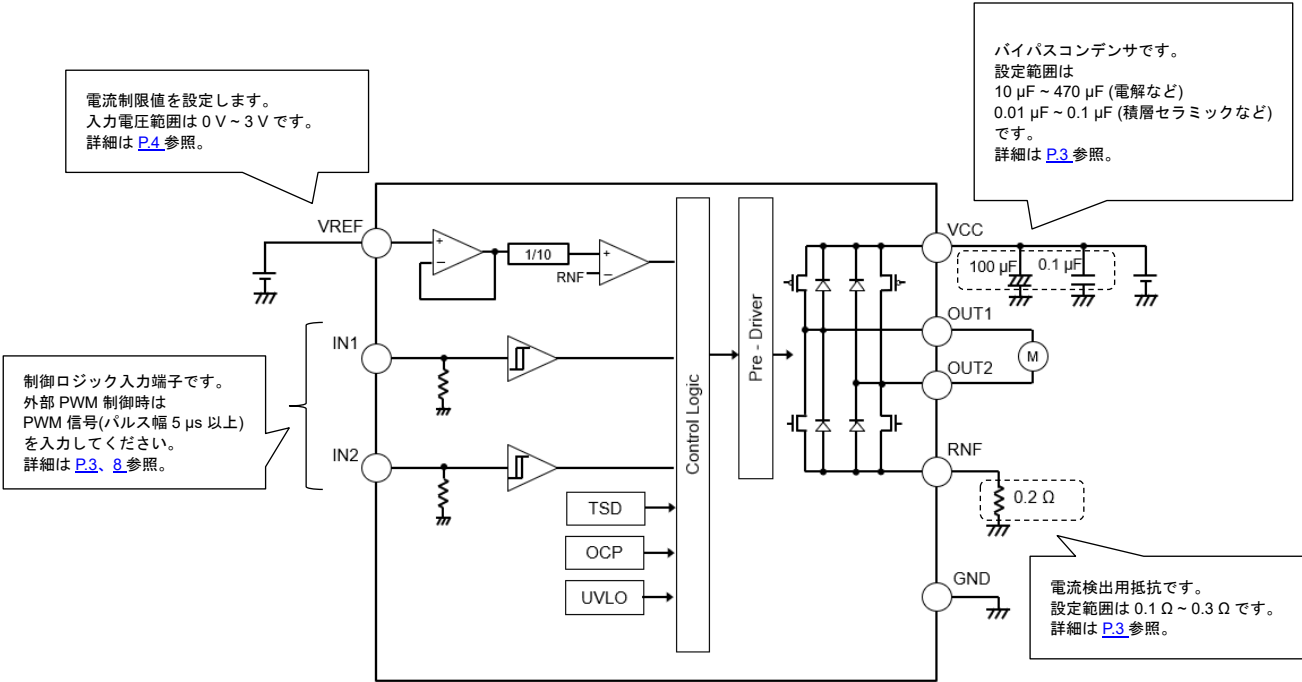 電流制限値を設定します。
入力電圧範囲は 0 V ~ 3 V です。
詳細は P.4 参照。
バイパスコンデンサです。
設定範囲は
10 µF ~ 470 µF (電解など)
0.01 µF ~ 0.1 µF (積層セラミックなど)
です。
詳細は P.3 参照。
VREF
1/10
RNF
+
−
+
−
VCC
100 µF
0.1 µF
OUT1
M
OUT2
制御ロジック入力端子です。
外部 PWM 制御時は
PWM 信号(パルス幅 5 µs 以上)
を入力してください。
詳細は P.3、8 参照。
IN1
IN2
Control Logic
Pre - Driver
TSD
OCP
UVLO
RNF
0.2 Ω
GND
電流検出用抵抗です。
設定範囲は 0.1 Ω ~ 0.3 Ω です。
詳細は P.3 参照。